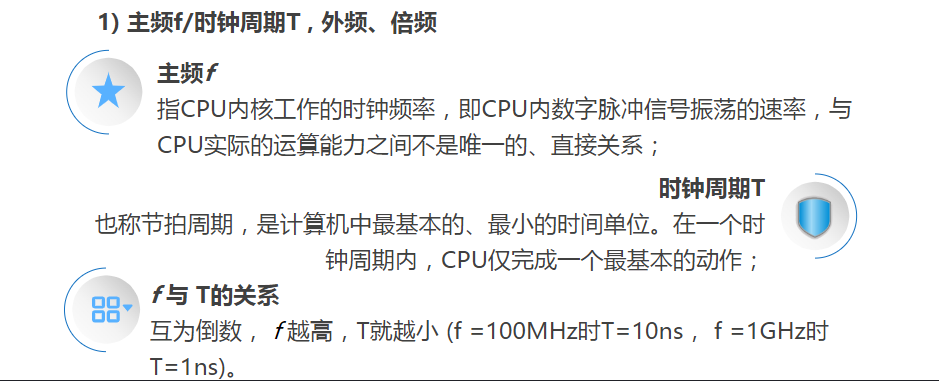 1) 主频f/时钟周期T，外频、倍频
主频f
指CPU内核工作的时钟频率，即CPU内数字脉冲信号振荡的速率，与
CPU实际的运算能力之间不是唯一的、直接关系；
时钟周期T
也称节拍周期，是计算机中最基本的、最小的时间单位。在一个时
钟周期内，CPU仅完成一个最基本的动作；
f 与 T的关系
互为倒数， f 越高，T就越小 (f =100MHz时T=10ns， f =1GHz时
T=1ns)。